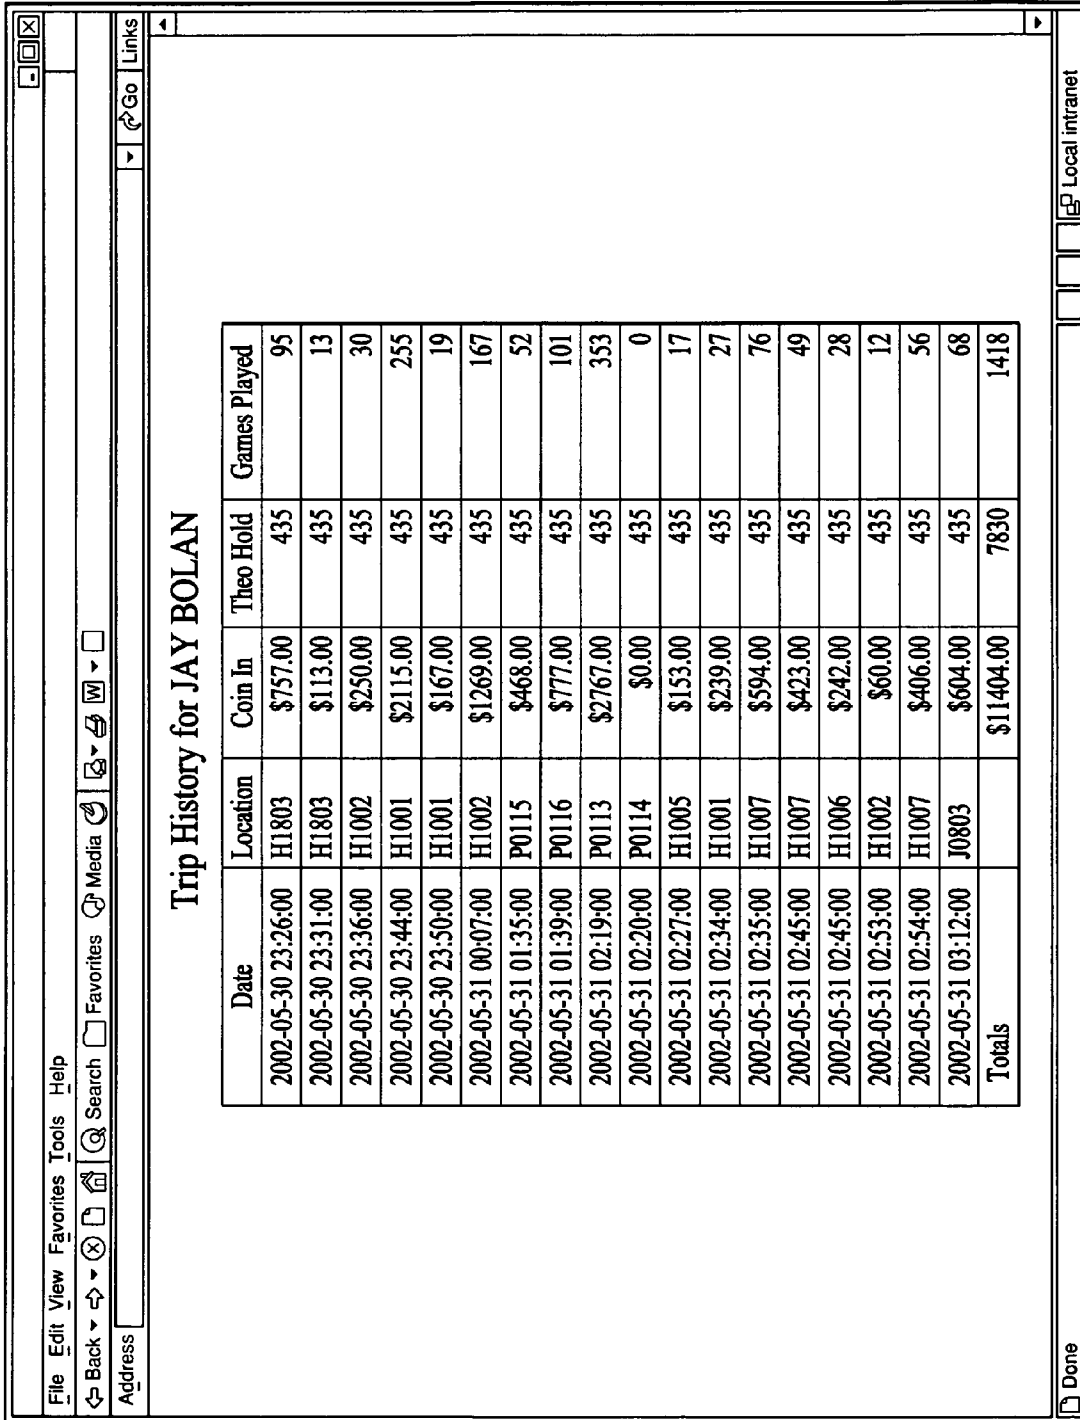 File Edit View Favorites Tools Help
Back Search Favorites Media W
Address Go Links
Trip History for JAY BOLAN
Date Location Coin In Theo Hold Games Played
2002-05-30 23:26:00 H1803 $757.00 435 95
2002-05-30 23:31:00 H1803 $113.00 435 13
2002-05-30 23:36:00 H1002 $250.00 435 30
2002-05-30 23:44:00 H1001 $2115.00 435 255
2002-05-30 23:50:00 H1001 $167.00 435 19
2002-05-31 00:07:00 H1002 $1269.00 435 167
2002-05-31 01:35:00 P0115 $468.00 435 52
2002-05-31 01:39:00 P0116 $777.00 435 101
2002-05-31 02:19:00 P0113 $2767.00 435 353
2002-05-31 02:20:00 P0114 $0.00 435 0
2002-05-31 02:27:00 H1005 $153.00 435 17
2002-05-31 02:34:00 H1001 $239.00 435 27
2002-05-31 02:35:00 H1007 $594.00 435 76
2002-05-31 02:45:00 H1007 $423.00 435 49
2002-05-31 02:45:00 H1006 $242.00 435 28
2002-05-31 02:53:00 H1002 $60.00 435 12
2002-05-31 02:54:00 H1007 $406.00 435 56
2002-05-31 03:12:00 J0803 $604.00 435 68
Totals $11404.00 7830 1418
Done Local intranet